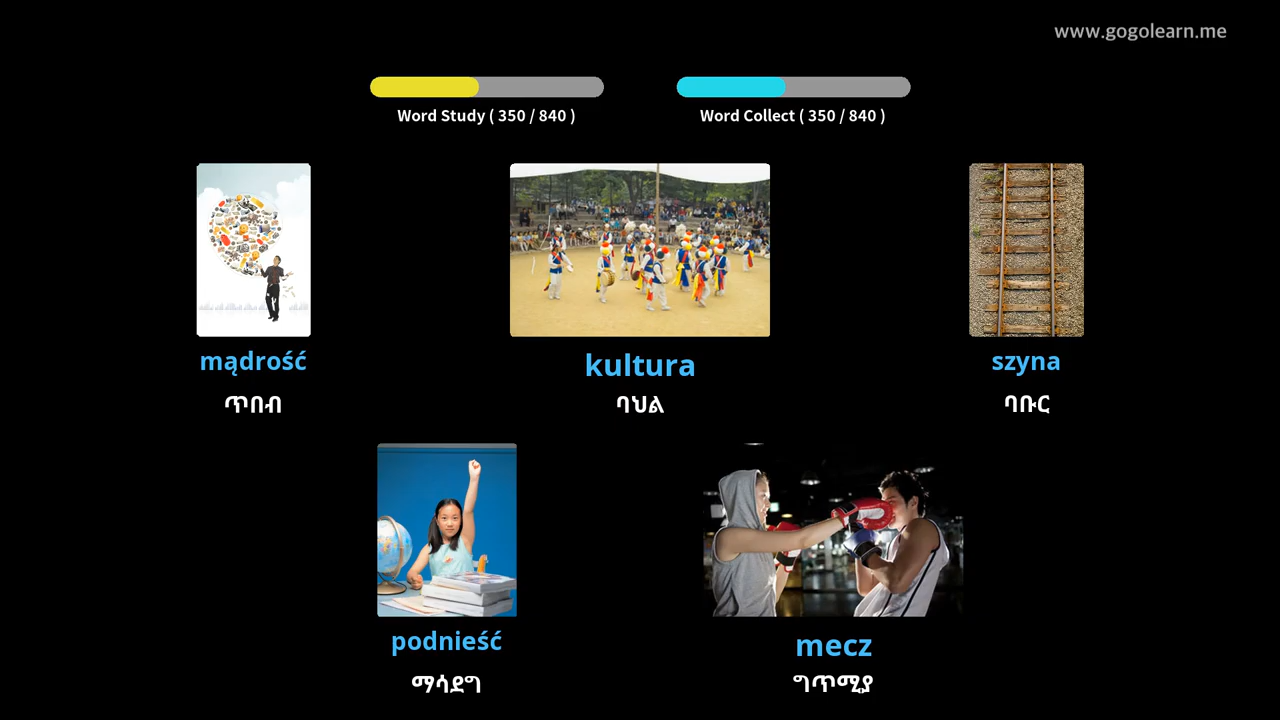 www.gogolearn.me
Word Study ( 350 / 840 )
Word Collect ( 350 / 840 )
mądrość
ጥበብ
kultura
ባህል
szyna
ባቡር
podnieść
ማሳደግ
mecz
ግጥሚያ